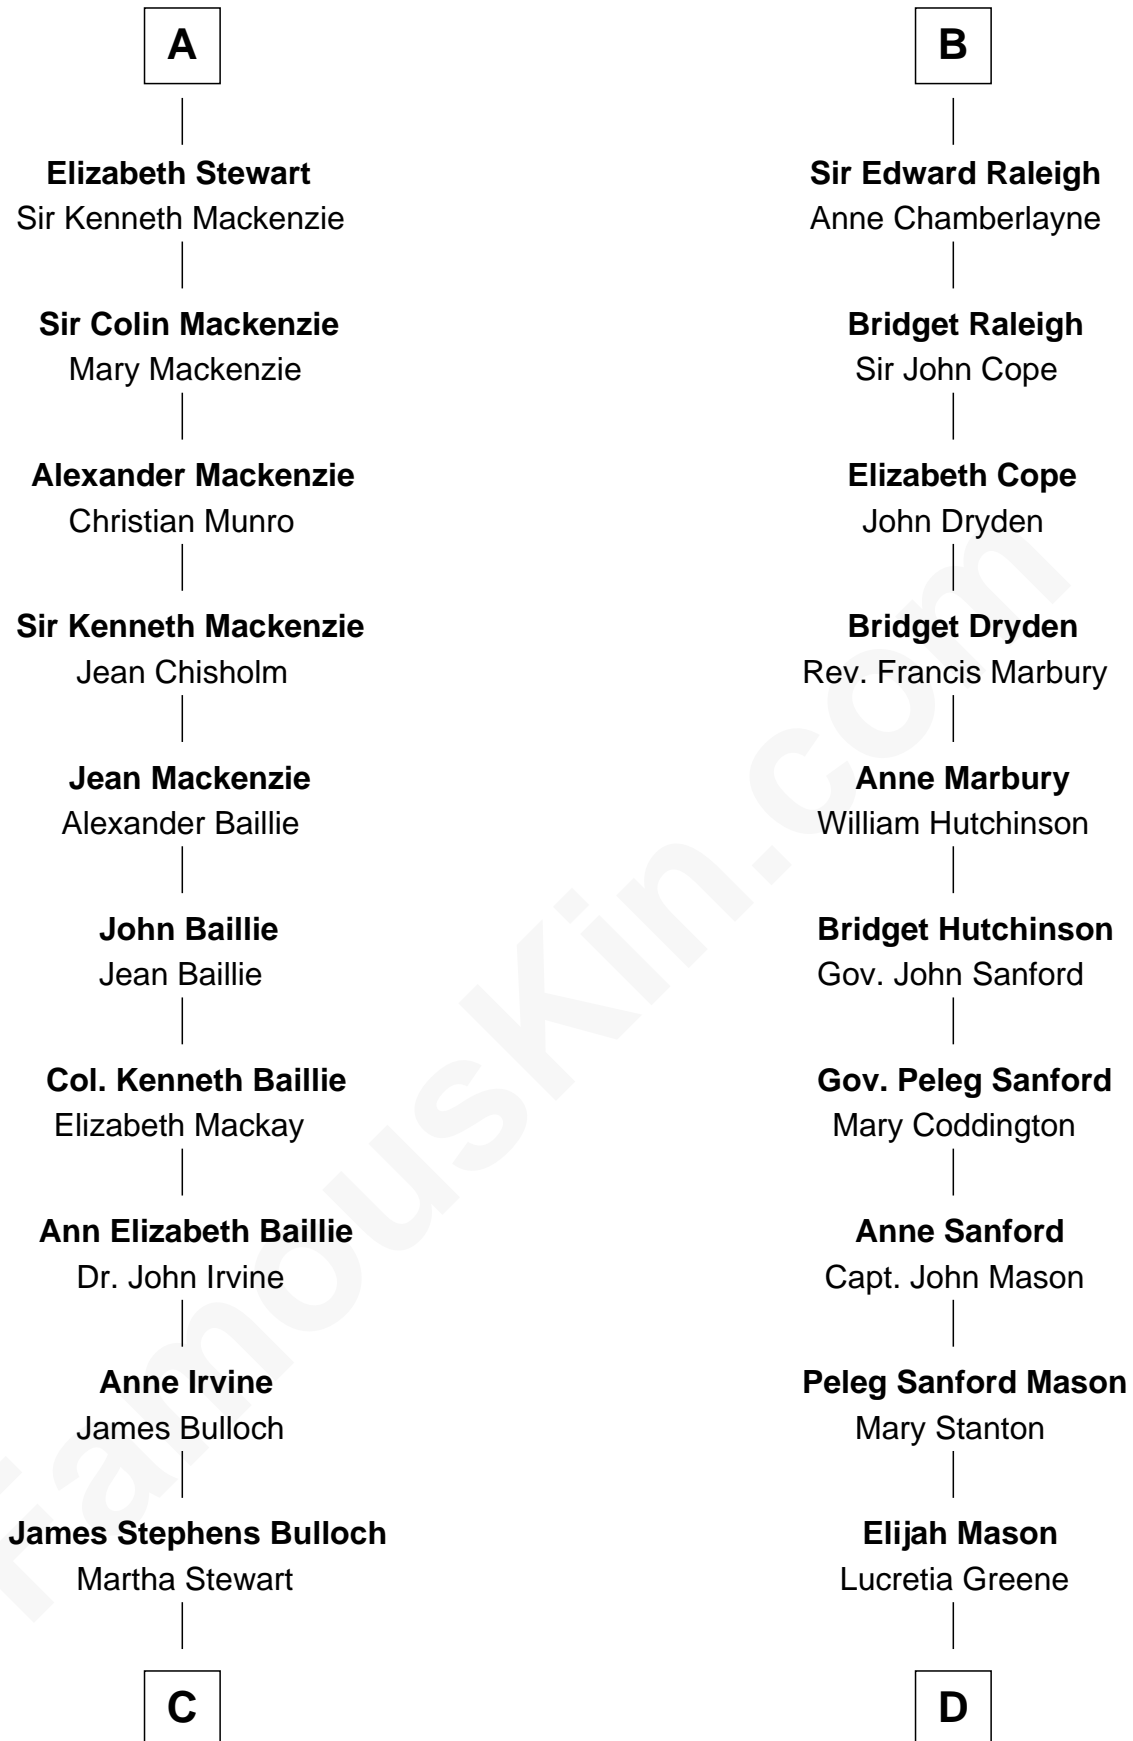 A
Elizabeth Stewart
Sir Kenneth Mackenzie
Sir Colin Mackenzie
Mary Mackenzie
Alexander Mackenzie
Christian Munro
Sir Kenneth Mackenzie
Jean Chisholm
Jean Mackenzie
Alexander Baillie
John Baillie
Jean Baillie
Col. Kenneth Baillie
Elizabeth Mackay
Ann Elizabeth Baillie
Dr. John Irvine
Anne Irvine
James Bulloch
James Stephens Bulloch
Martha Stewart
C
B
Sir Edward Raleigh
Anne Chamberlayne
Bridget Raleigh
Sir John Cope
Elizabeth Cope
John Dryden
Bridget Dryden
Rev. Francis Marbury
Anne Marbury
William Hutchinson
Bridget Hutchinson
Gov. John Sanford
Gov. Peleg Sanford
Mary Coddington
Anne Sanford
Capt. John Mason
Peleg Sanford Mason
Mary Stanton
Elijah Mason
Lucretia Greene
D
FamousKin.com